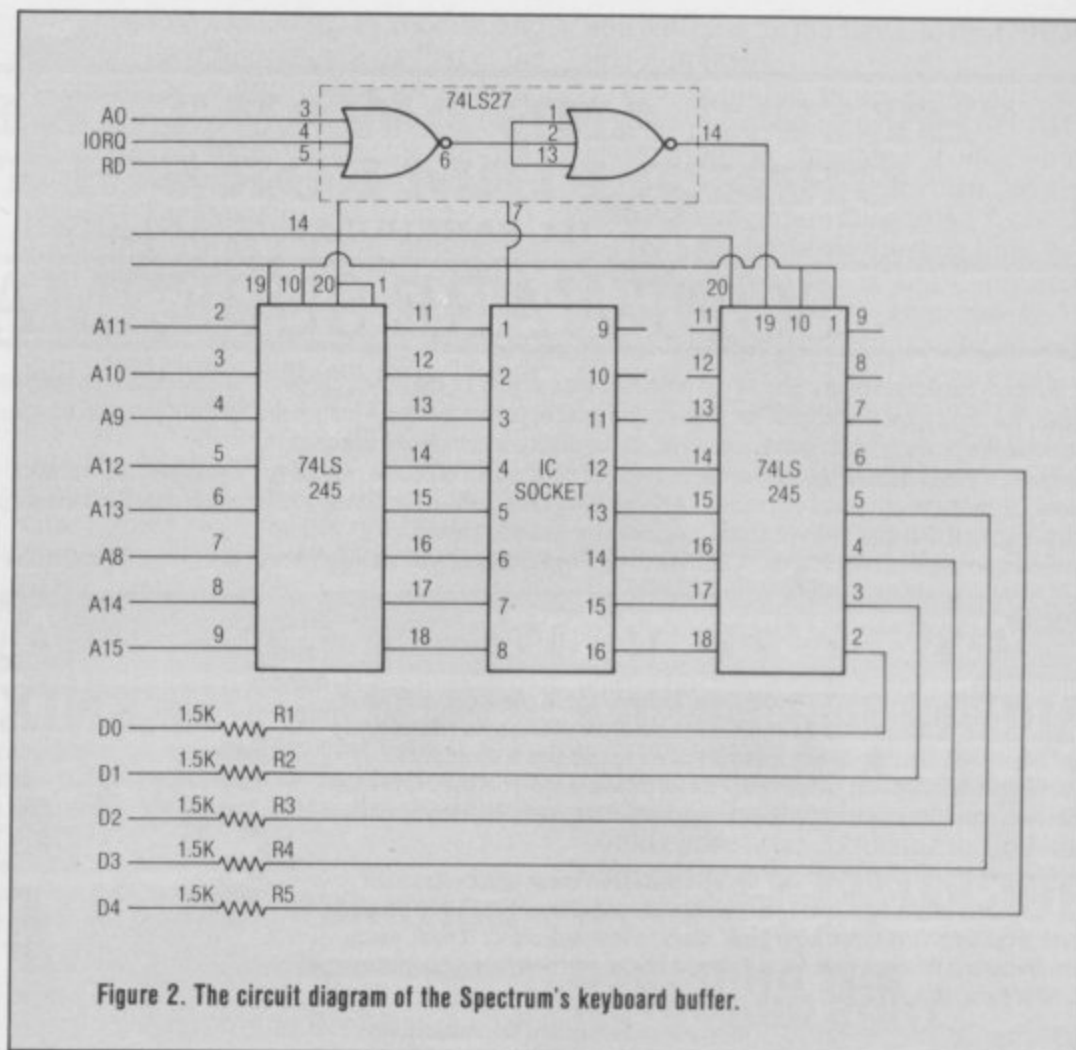 74LS27
A0 3 1
IORQ 4 2 14
RD 5 6 13
14 7
19 10 20 1 20
A11 2 11 1 9 11 19 10 1 9
A10 3 12 2 10 12 8
A9 4 13 3 11 13 7
A12 5 14 4 12 14 6
74LS 245 IC SOCKET 74LS 245
A13 6 15 5 13 15 5
A8 7 16 6 14 16 4
A14 8 17 7 15 17 3
A15 9 18 8 16 18 2
D0 1.5K R1
D1 1.5K R2
D2 1.5K R3
D3 1.5K R4
D4 1.5K R5
Figure 2. The circuit diagram of the Spectrum's keyboard buffer.